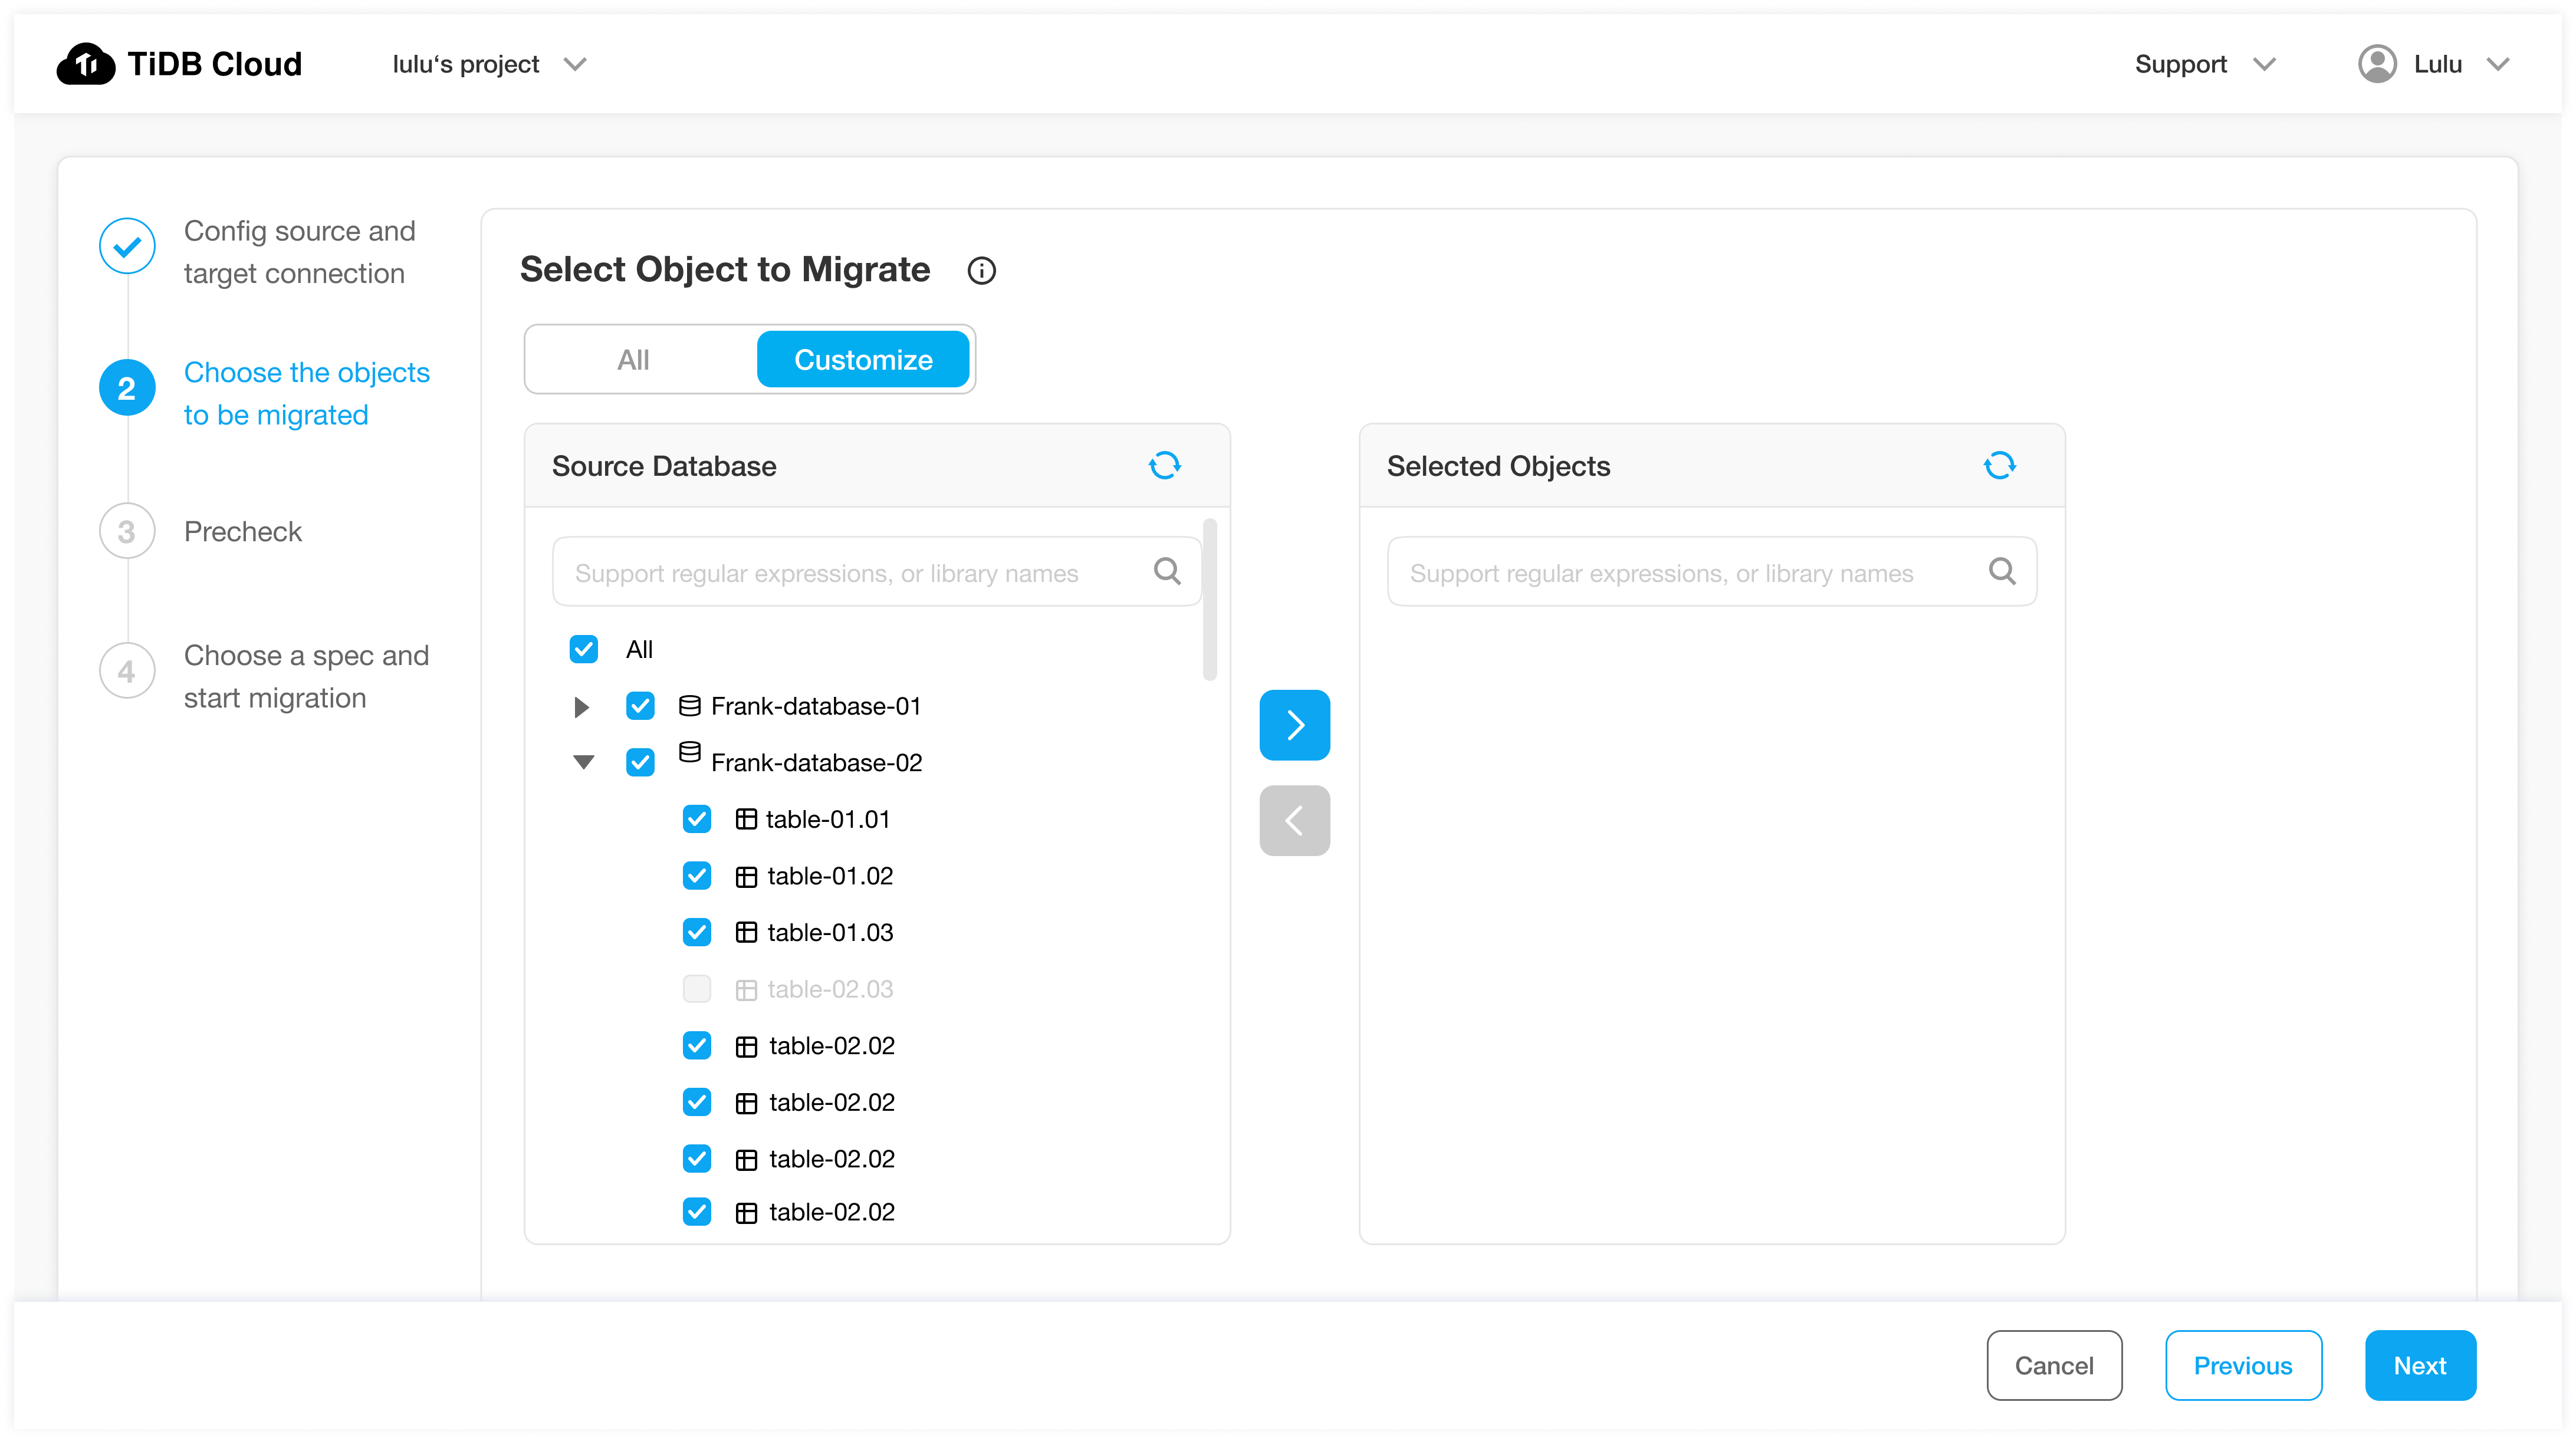 TiDB Cloud
lulu‘s project
Support
Lulu
Config source and
target connection
2
Choose the objects
to be migrated
3
Precheck
4
Choose a spec and
start migration
Select Object to Migrate
All
Customize
Source Database
Support regular expressions, or library names
All
Frank-database-01
Frank-database-02
table-01.01
table-01.02
table-01.03
table-02.03
table-02.02
table-02.02
table-02.02
table-02.02
Selected Objects
Support regular expressions, or library names
Cancel
Previous
Next